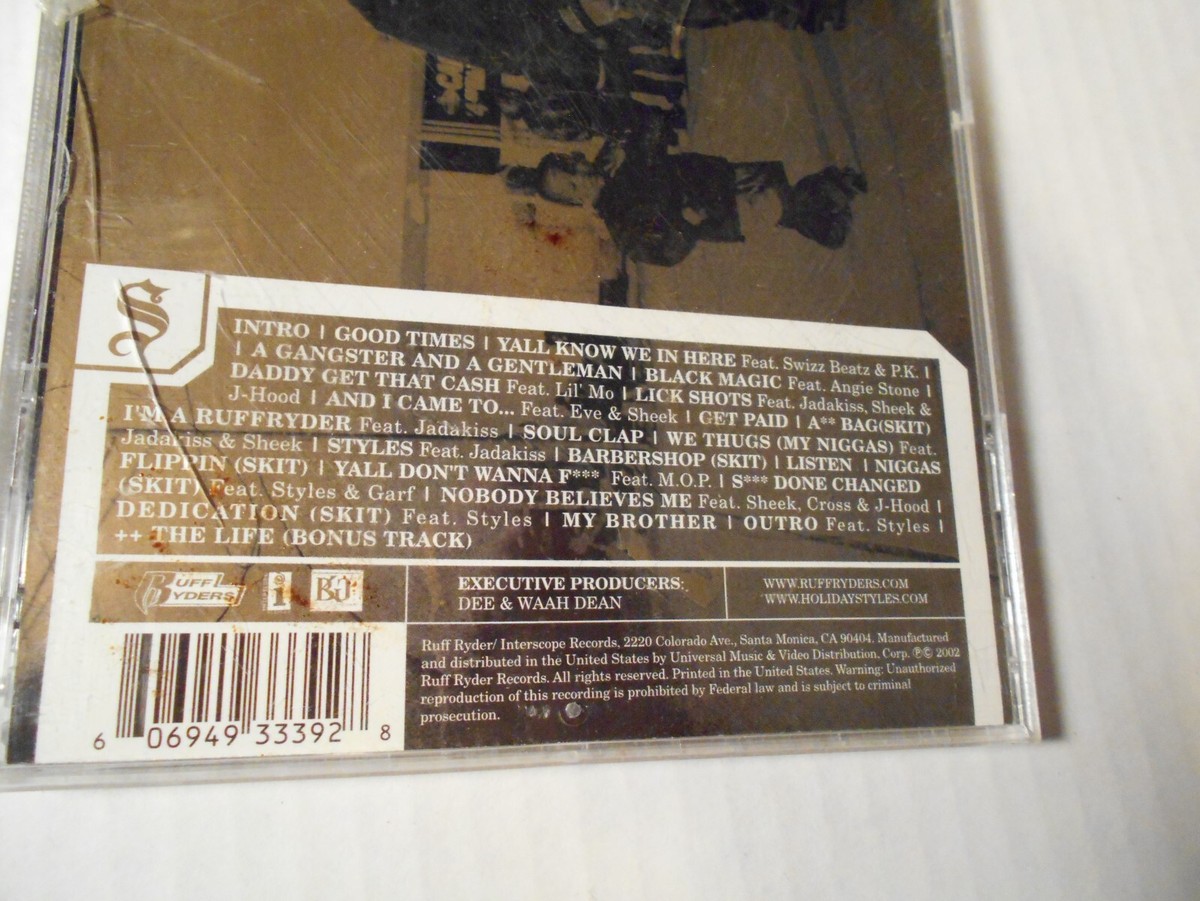 S
INTRO | GOOD TIMES | YALL KNOW WE IN HERE Feat. Swizz Beatz & P.K. |
| A GANGSTER AND A GENTLEMAN | BLACK MAGIC Feat. Angie Stone |
DADDY GET THAT CASH Feat. Lil' Mo | LICK SHOTS Feat. Jadakiss, Sheek &
J-Hood | AND I CAME TO... Feat. Eve & Sheek | GET PAID | A** BAG(SKIT)
I'M A RUFFRYDER Feat. Jadakiss | SOUL CLAP | WE THUGS (MY NIGGAS) Feat.
Jadakiss & Sheek | STYLES Feat. Jadakiss | BARBERSHOP (SKIT) | LISTEN | NIGGAS
FLIPPIN (SKIT) | YALL DON'T WANNA F*** Feat. M.O.P. | S*** DONE CHANGED
(SKIT) Feat. Styles & Garf | NOBODY BELIEVES ME Feat. Sheek, Cross & J-Hood |
DEDICATION (SKIT) Feat. Styles | MY BROTHER | OUTRO Feat. Styles |
++ THE LIFE (BONUS TRACK)
RUFF
RYDERS
i
EXECUTIVE PRODUCERS:
DEE & WAAH DEAN
WWW.RUFFRYDERS.COM
WWW.HOLIDAYSTYLES.COM
Ruff Ryder/ Interscope Records, 2220 Colorado Ave., Santa Monica, CA 90404. Manufactured
and distributed in the United States by Universal Music & Video Distribution, Corp. ℗© 2002
Ruff Ryder Records. All rights reserved. Printed in the United States. Warning: Unauthorized
reproduction of this recording is prohibited by Federal law and is subject to criminal
prosecution.
6 06949 33392 8